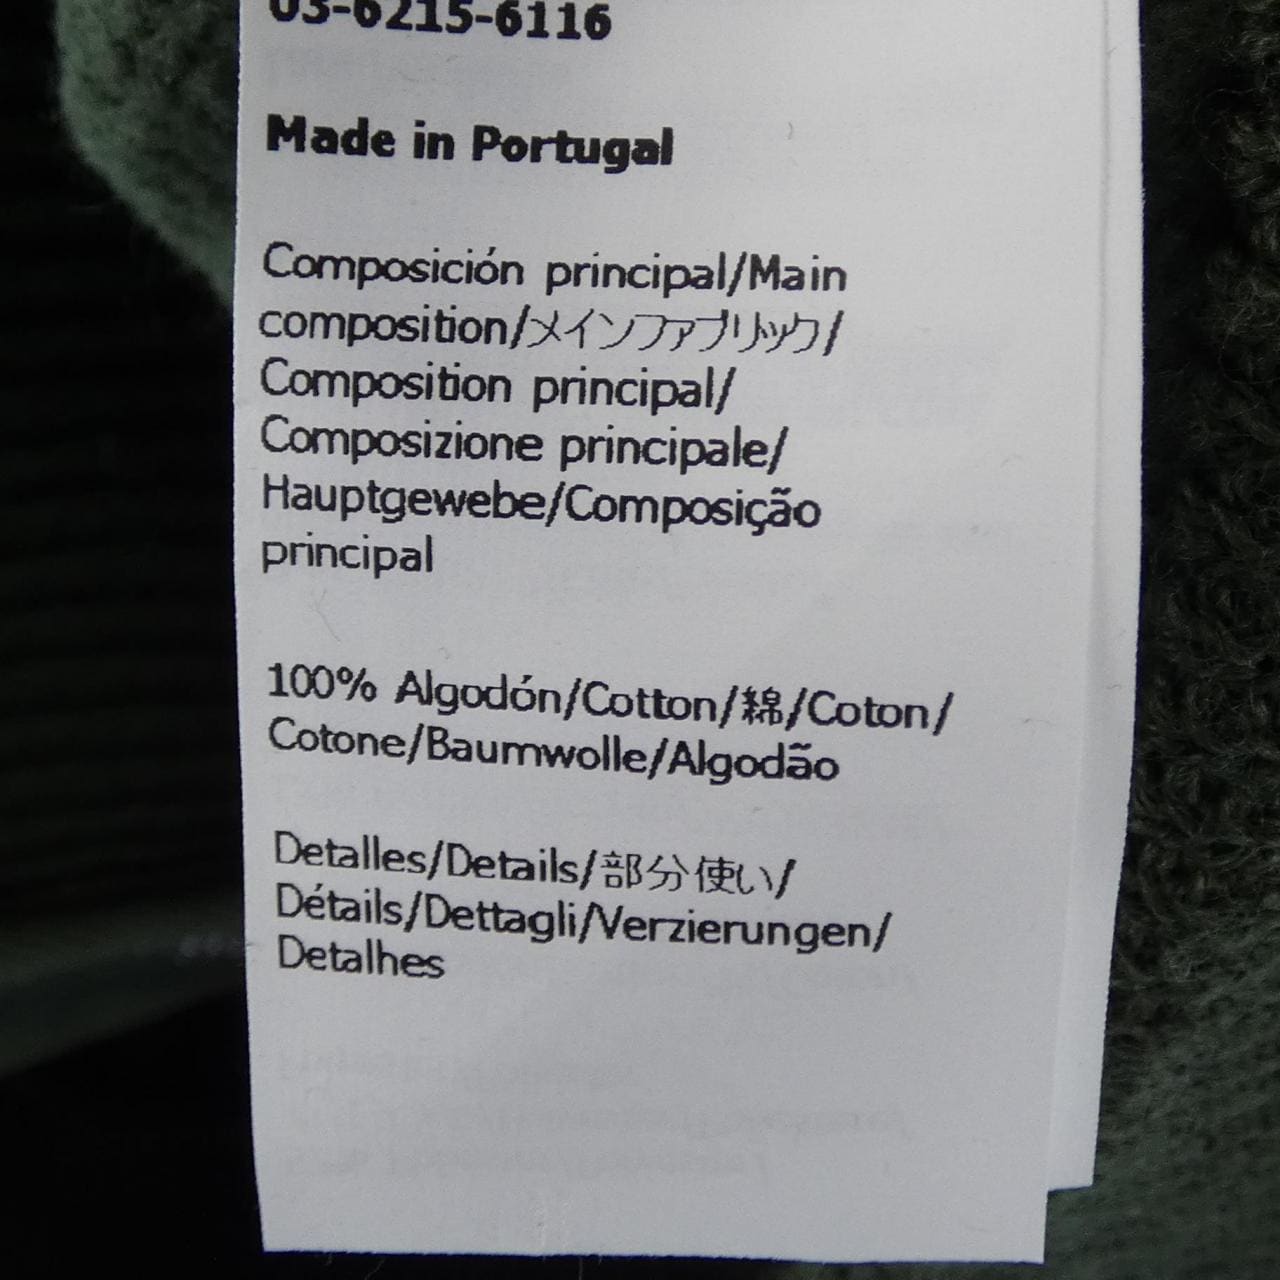 03-6215-6116
Made in Portugal
Composición principal/Main
composition/メインファブリック/
Composition principal/
Composizione principale/
Hauptgewebe/Composição
principal
100% Algodón/Cotton/綿/Coton/
Cotone/Baumwolle/Algodão
Detalles/Details/部分使い/
Détails/Dettagli/Verzierungen/
Detalhes